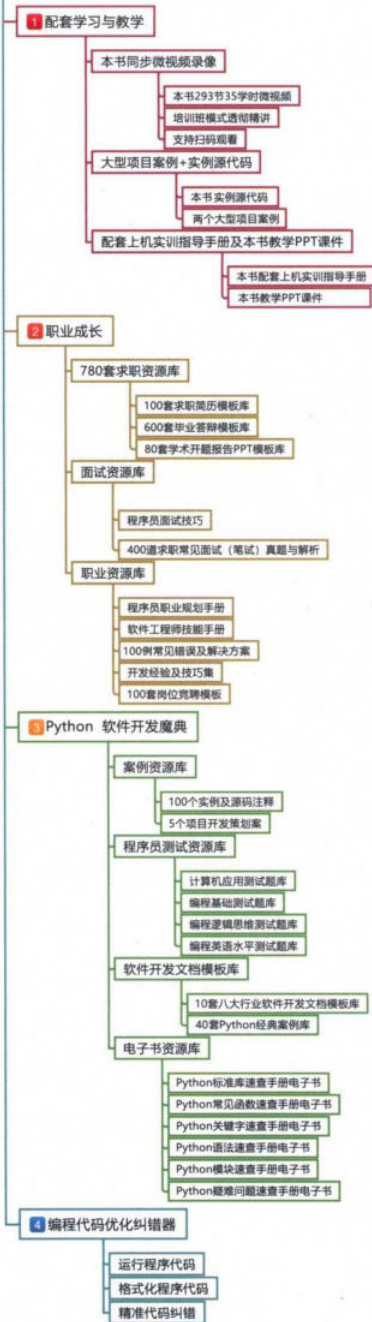 1 配套学习与教学
本书同步微视频录像
本书293节35学时微视频
培训班模式透彻精讲
支持扫码观看
大型项目案例+实例源代码
本书实例源代码
两个大型项目案例
配套上机实训指导手册及本书教学PPT课件
本书配套上机实训指导手册
本书教学PPT课件
2 职业成长
780套求职资源库
100套求职简历模板库
600套毕业答辩模板库
80套学术开题报告PPT模板库
面试资源库
程序员面试技巧
400道求职常见面试（笔试）真题与解析
职业资源库
程序员职业规划手册
软件工程师技能手册
100例常见错误及解决方案
开发经验及技巧集
100套岗位竞聘模板
3 Python 软件开发魔典
案例资源库
100个实例及源码注释
5个项目开发策划案
程序员测试资源库
计算机应用测试题库
编程基础测试题库
编程逻辑思维测试题库
编程英语水平测试题库
软件开发文档模板库
10套八大行业软件开发文档模板库
40套Python经典案例库
电子书资源库
Python标准库速查手册电子书
Python常见函数速查手册电子书
Python关键字速查手册电子书
Python语法速查手册电子书
Python模块速查手册电子书
Python疑难问题速查手册电子书
4 编程代码优化纠错器
运行程序代码
格式化程序代码
精准代码纠错